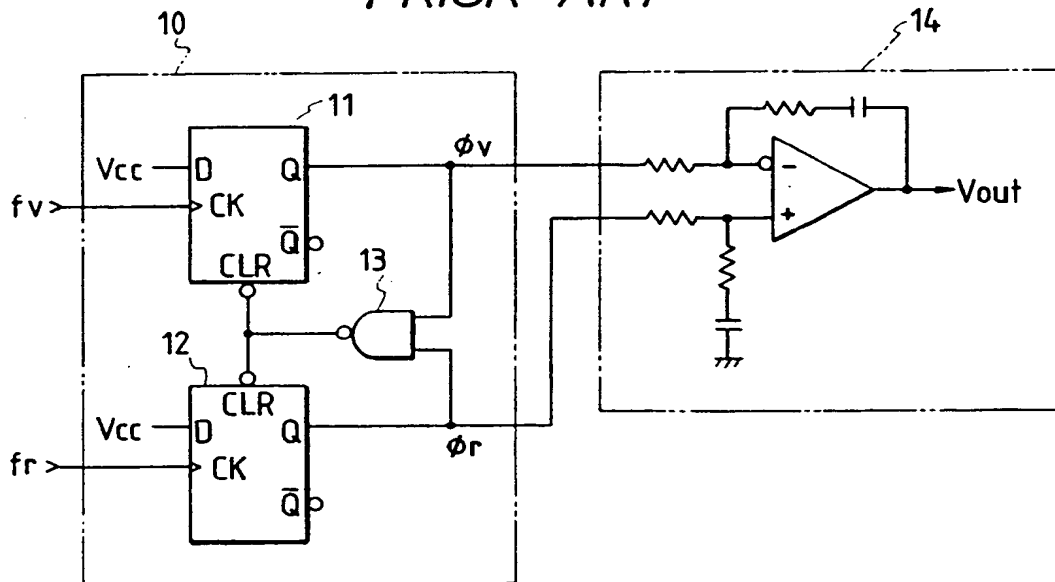 PRIOR ART
10
14
11
Vcc
D
Q
φv
fv
CK
Q̅
CLR
13
-
+
Vout
12
CLR
Vcc
D
Q
φr
fr
CK
Q̅